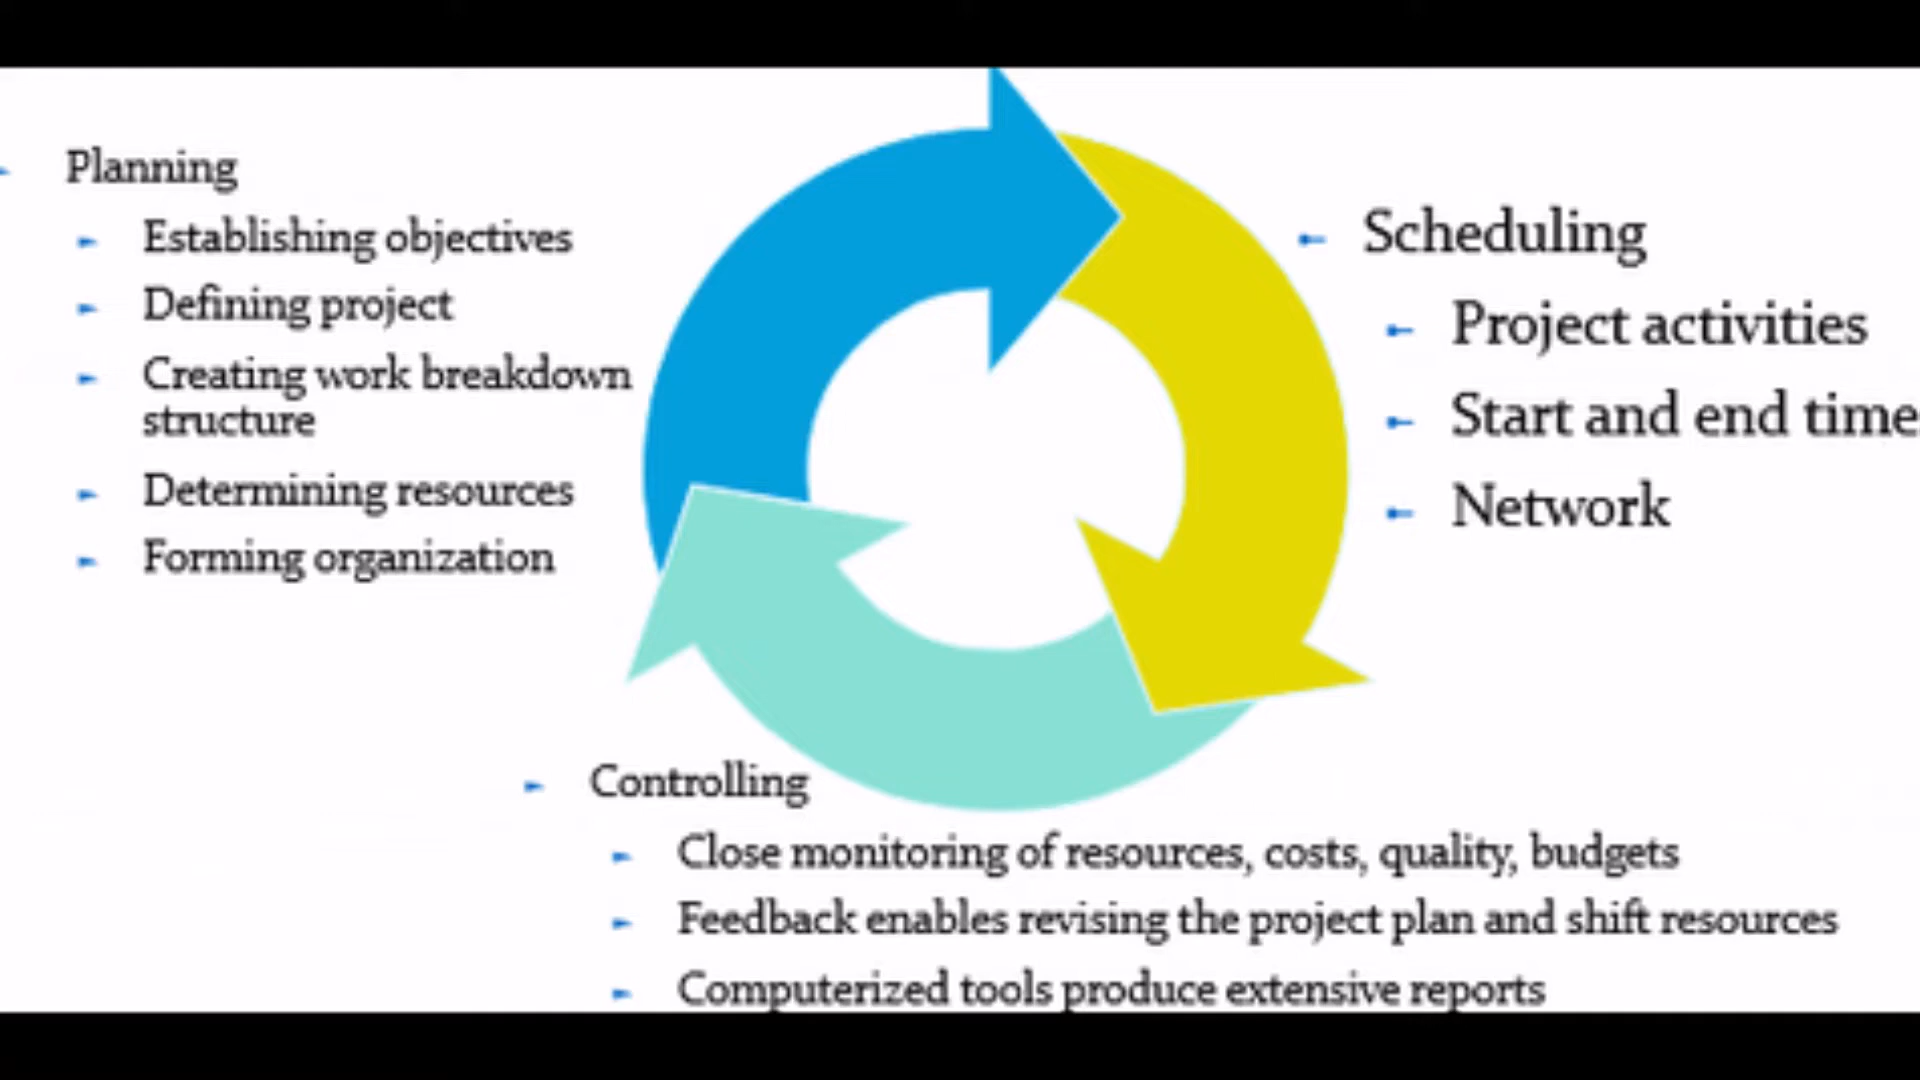 Planning
Establishing objectives
Defining project
Creating work breakdown
structure
Determining resources
Forming organization
Scheduling
Project activities
Start and end time
Network
Controlling
Close monitoring of resources, costs, quality, budgets
Feedback enables revising the project plan and shift resources
Computerized tools produce extensive reports